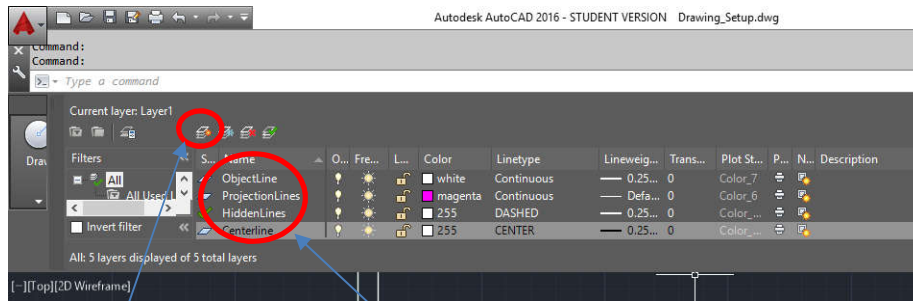 Autodesk AutoCAD 2016 - STUDENT VERSION Drawing_Setup.dwg
Command:
Command:
Type a command
Current layer: Layer1
Filters S... Name O... Fre... L... Color Linetype Lineweig... Trans... Plot St... P... N... Description
All ObjectLine white Continuous 0.25... 0 Color_7
All Used L ProjectionLines magenta Continuous Defa... 0 Color_6
HiddenLines 255 DASHED 0.25... 0 Color_...
Invert filter Centerline 255 CENTER 0.25... 0 Color_...
All: 5 layers displayed of 5 total layers
[-][Top][2D Wireframe]